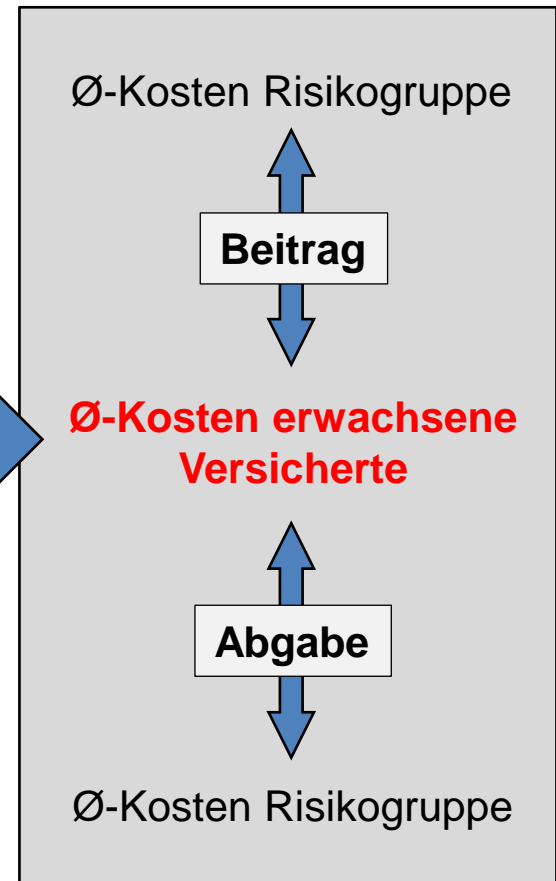 Ø-Kosten Risikogruppe
Beitrag
Ø-Kosten erwachsene
Versicherte
Abgabe
Ø-Kosten Risikogruppe